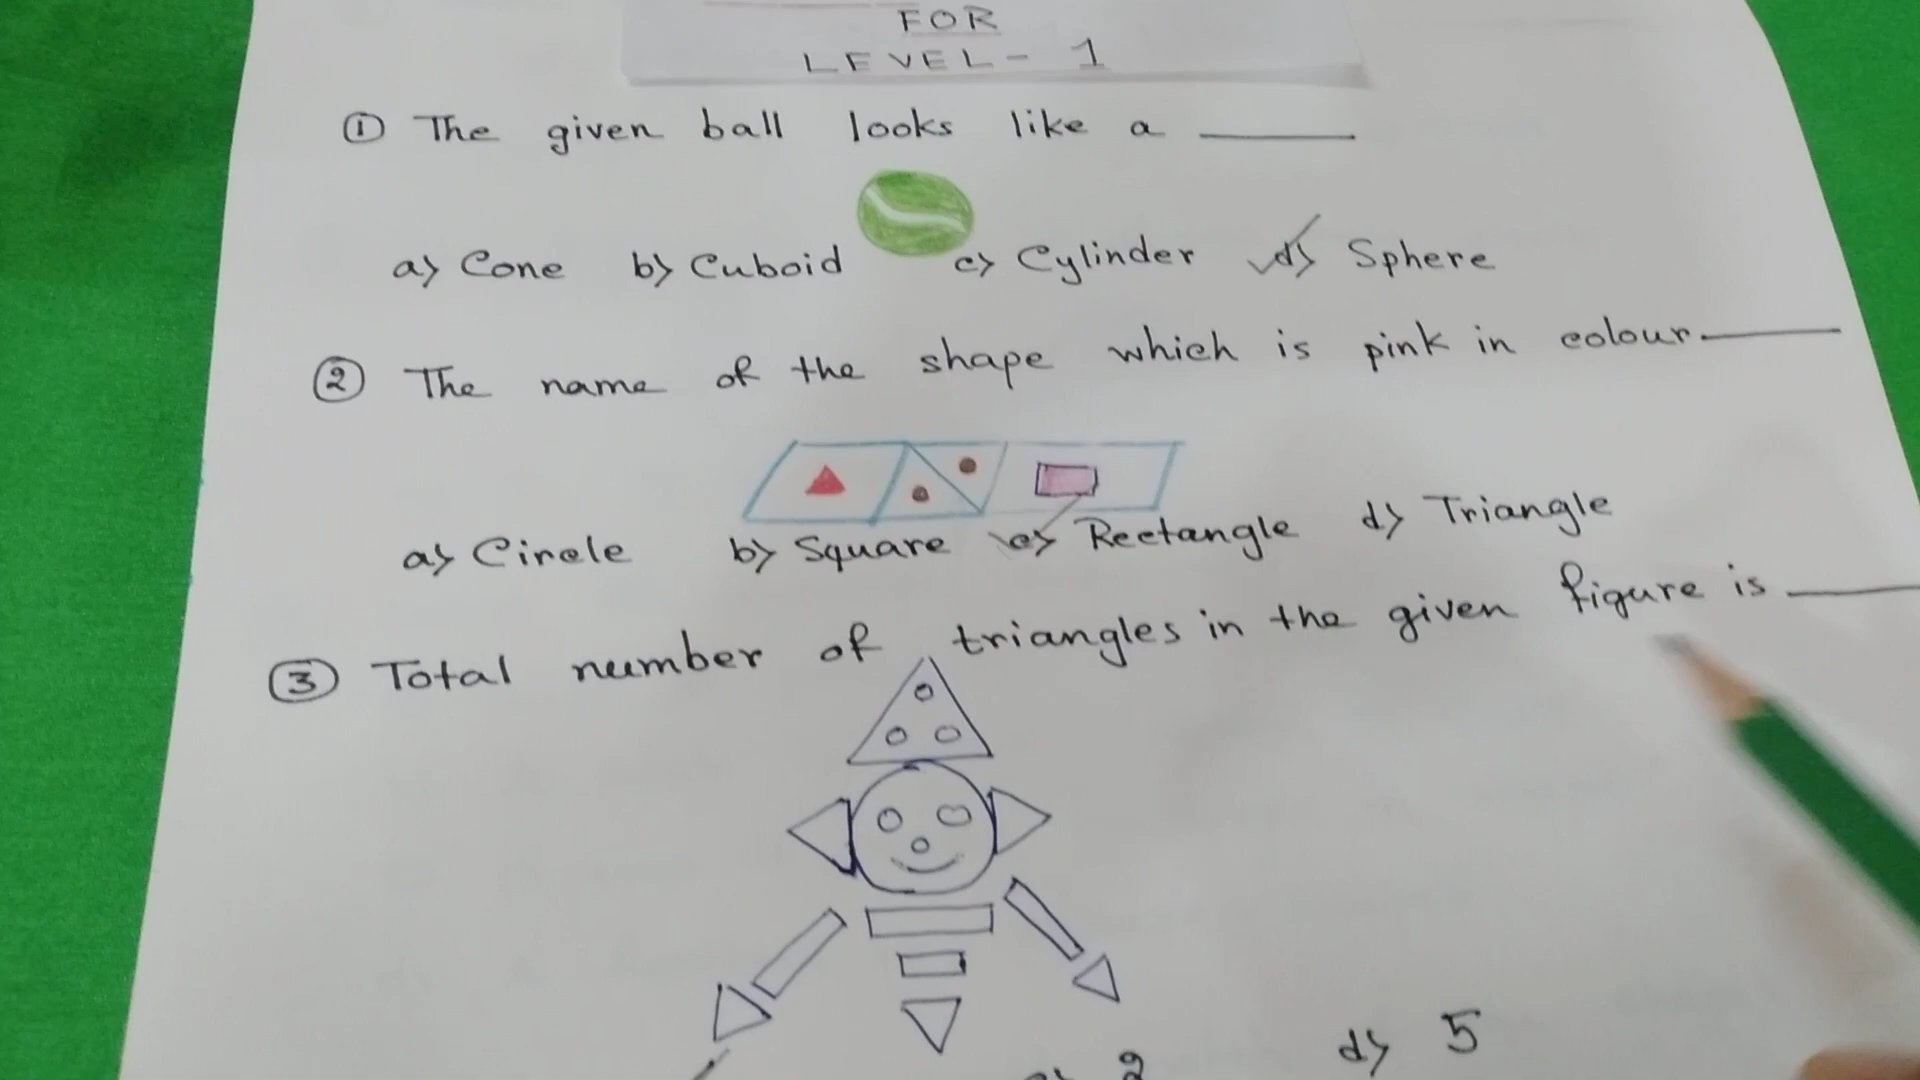 FOR
LEVEL - 1
① The given ball looks like a ______
a) Cone b) Cuboid c) Cylinder d) Sphere
② The name of the shape which is pink in colour ______
a) Circle b) Square c) Rectangle d) Triangle
③ Total number of triangles in the given figure is ______
d) 5